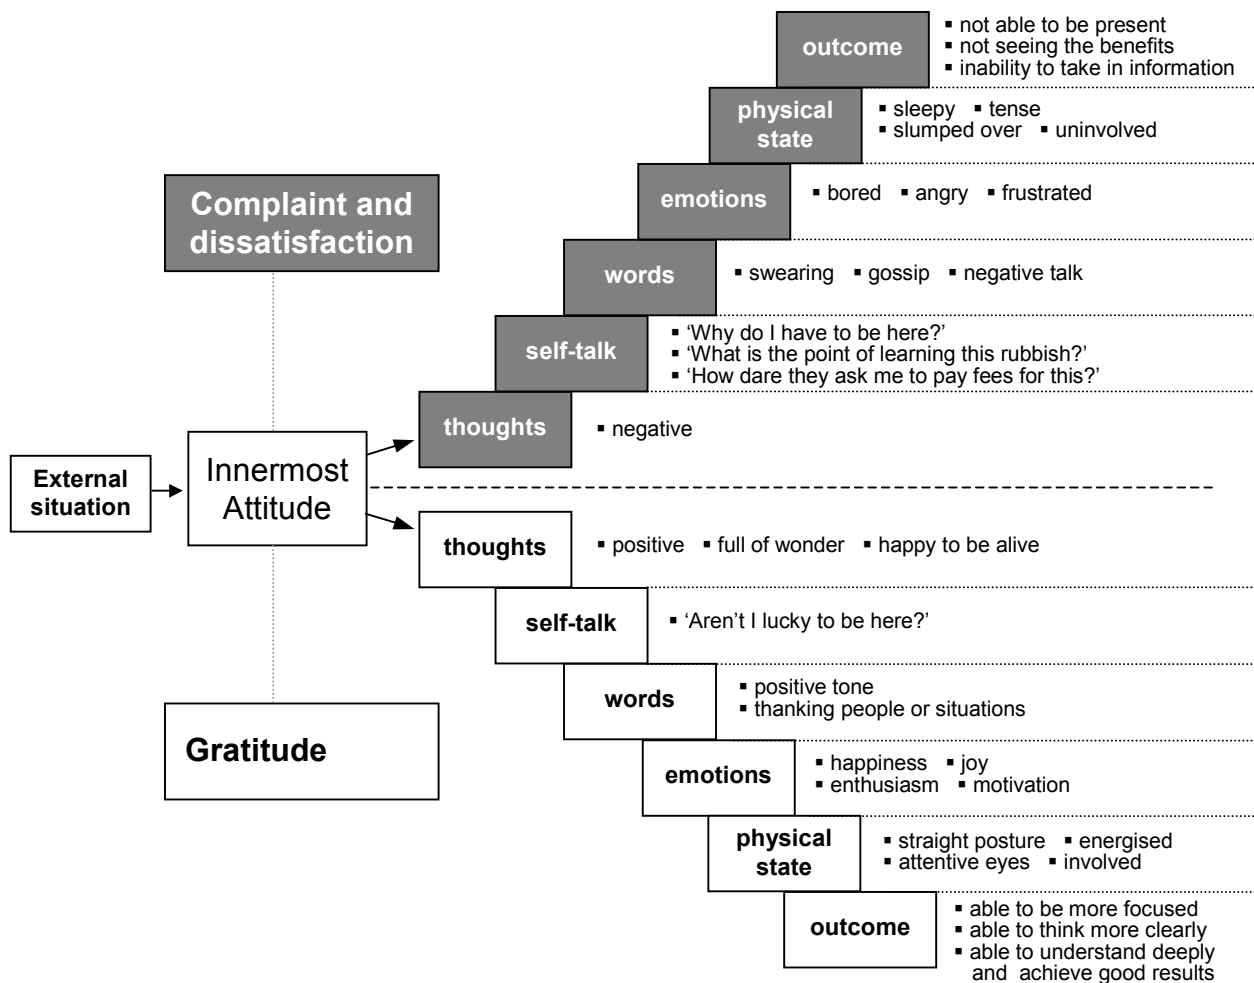 outcome
▪ not able to be present
▪ not seeing the benefits
▪ inability to take in information
physical
state
▪ sleepy ▪ tense
▪ slumped over ▪ uninvolved
Complaint and
dissatisfaction
emotions
▪ bored ▪ angry ▪ frustrated
words
▪ swearing ▪ gossip ▪ negative talk
self-talk
▪ ‘Why do I have to be here?’
▪ ‘What is the point of learning this rubbish?’
▪ ‘How dare they ask me to pay fees for this?’
thoughts
▪ negative
External
situation
Innermost
Attitude
thoughts
▪ positive ▪ full of wonder ▪ happy to be alive
self-talk
▪ ‘Aren’t I lucky to be here?’
words
▪ positive tone
▪ thanking people or situations
Gratitude
emotions
▪ happiness ▪ joy
▪ enthusiasm ▪ motivation
physical
state
▪ straight posture ▪ energised
▪ attentive eyes ▪ involved
outcome
▪ able to be more focused
▪ able to think more clearly
▪ able to understand deeply
and achieve good results